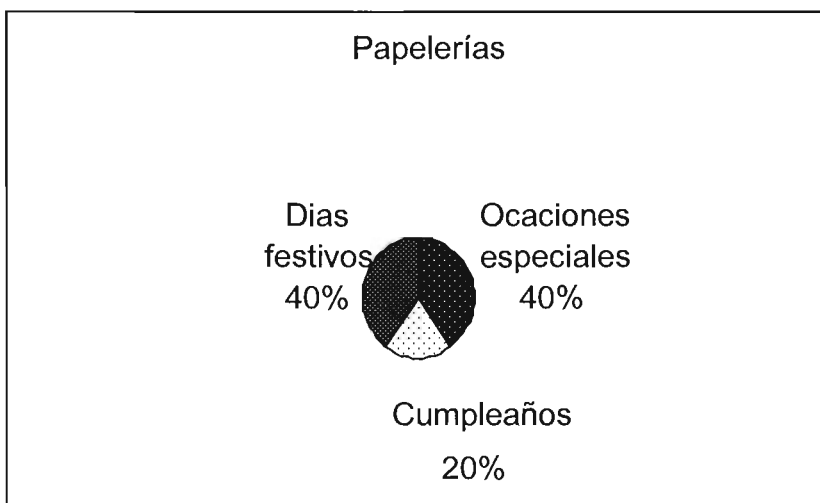 Papelerías
Dias
festivos
40%
Ocaciones
especiales
40%
Cumpleaños
20%